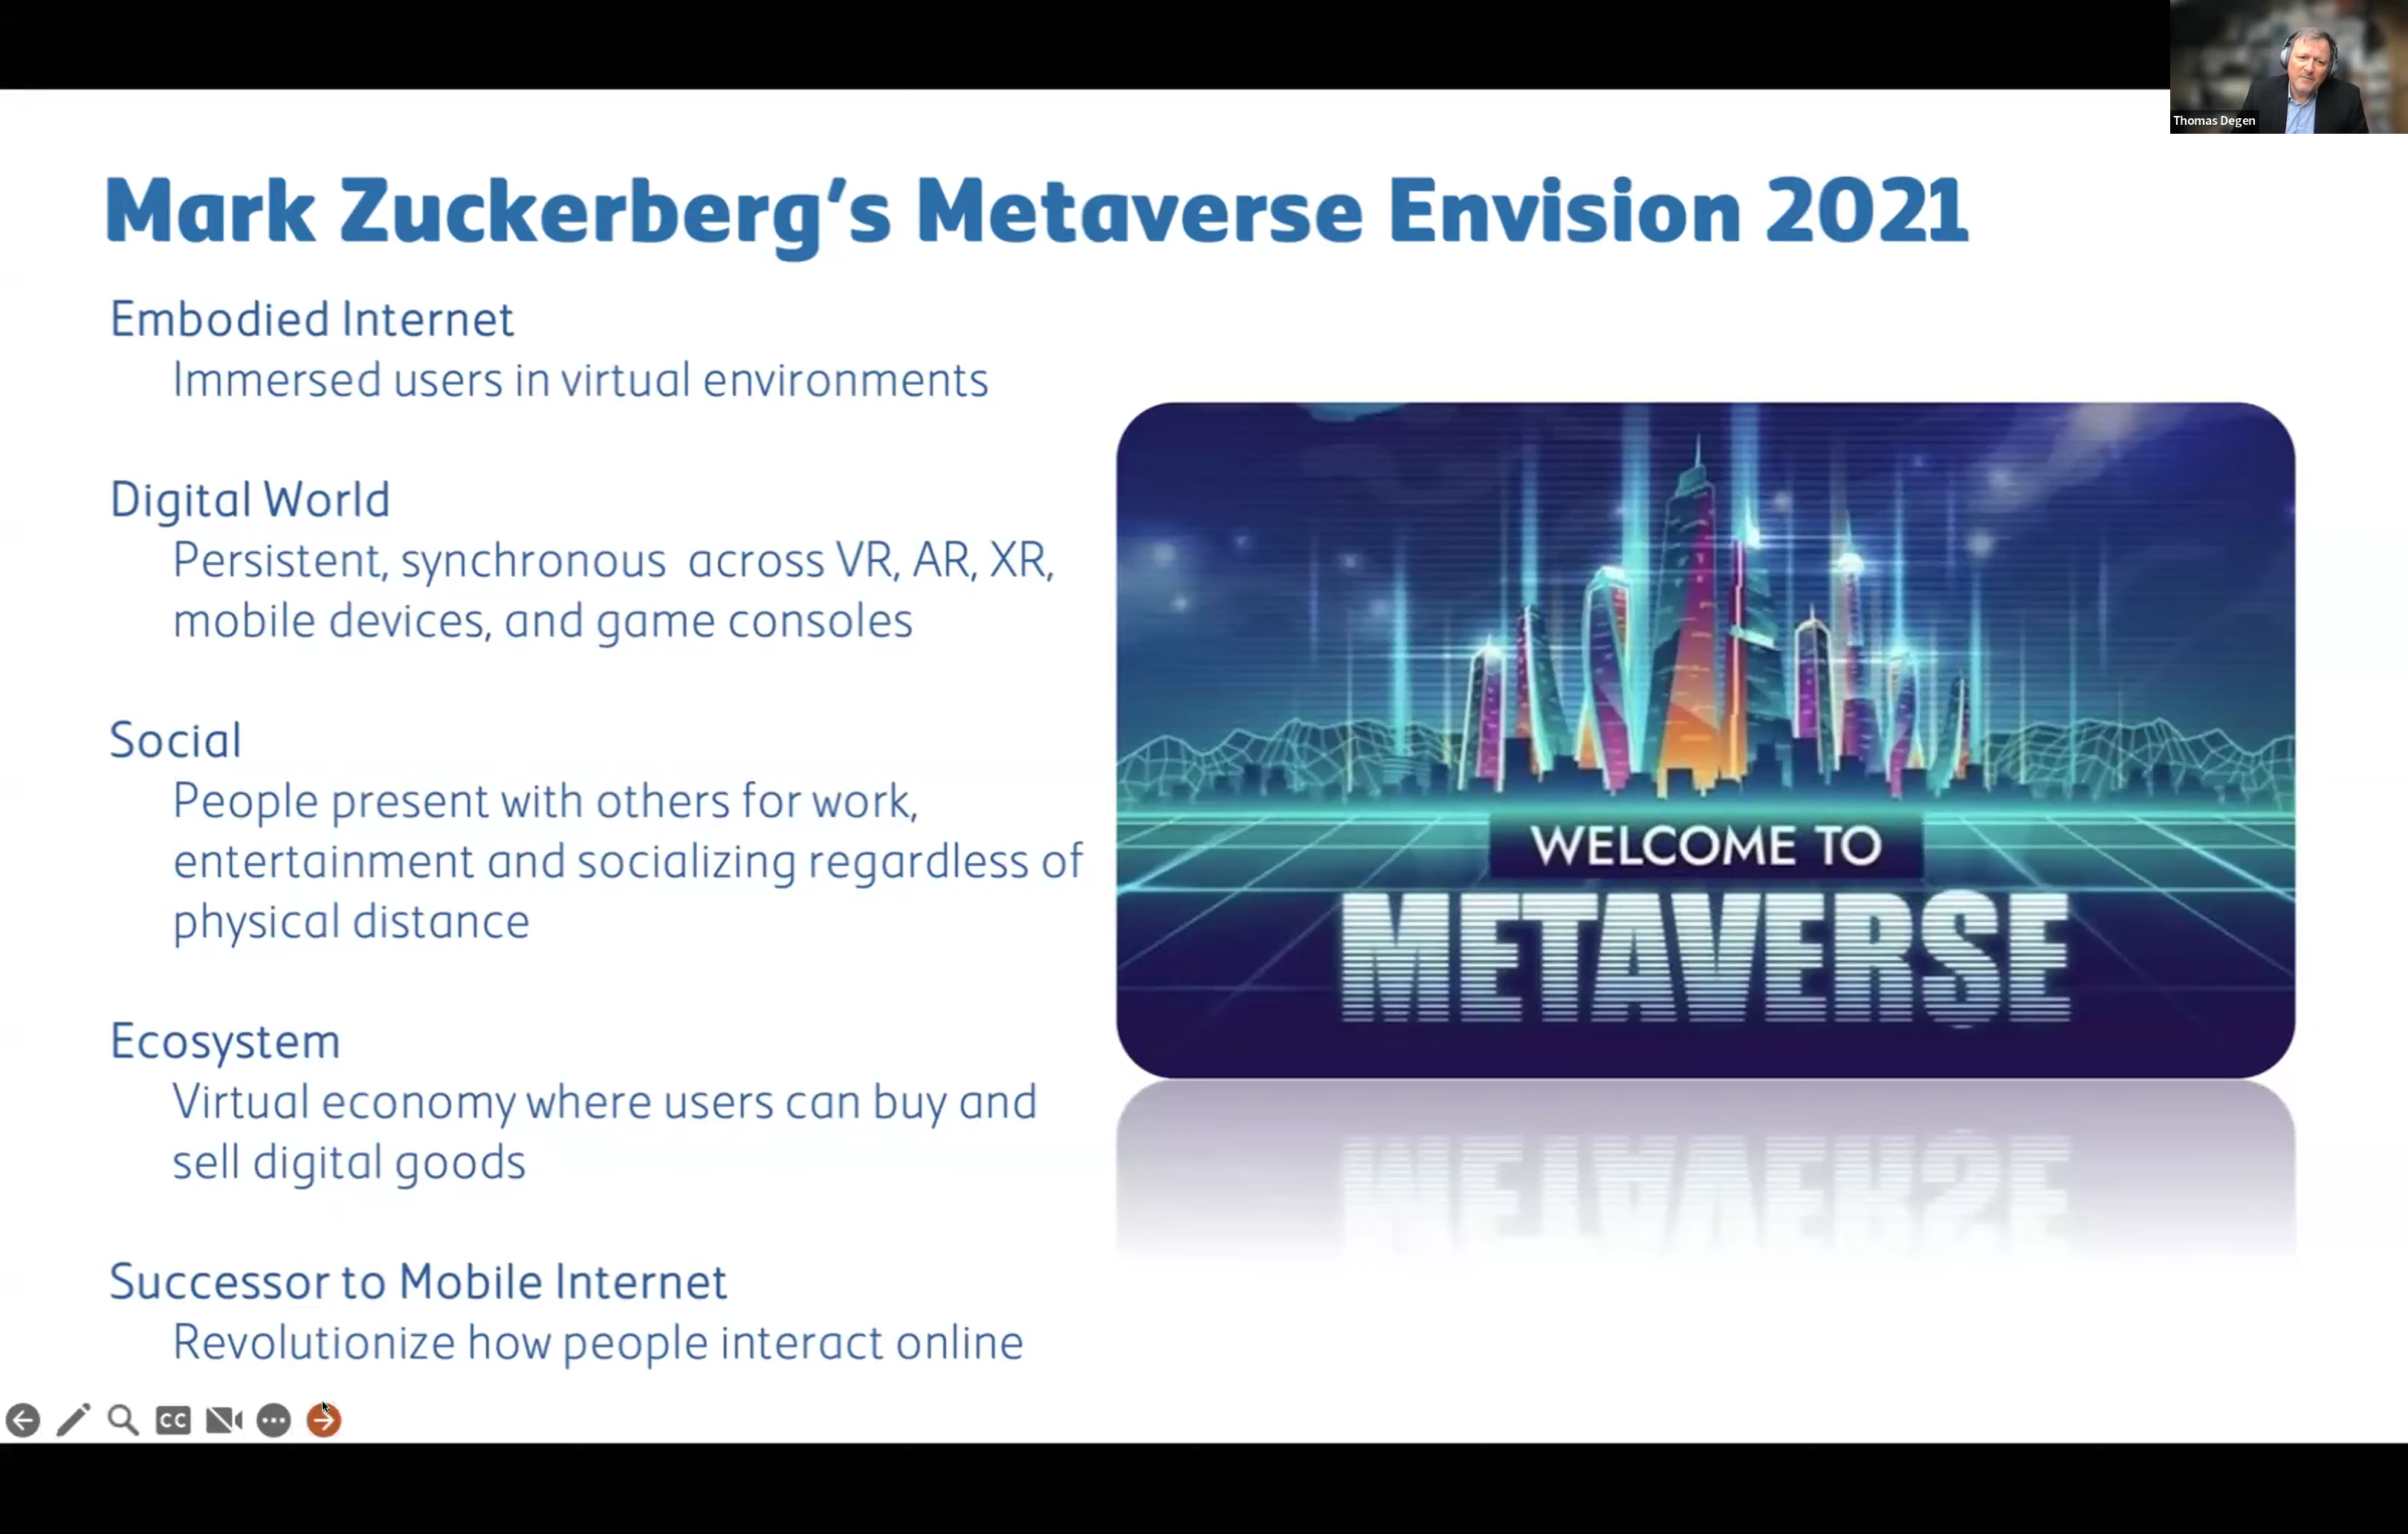 Thomas Degen
Mark Zuckerberg’s Metaverse Envision 2021
Embodied Internet
Immersed users in virtual environments
Digital World
Persistent, synchronous across VR, AR, XR,
mobile devices, and game consoles
Social
People present with others for work,
entertainment and socializing regardless of
physical distance
Ecosystem
Virtual economy where users can buy and
sell digital goods
Successor to Mobile Internet
Revolutionize how people interact online
WELCOME TO
METAVERSE
CC